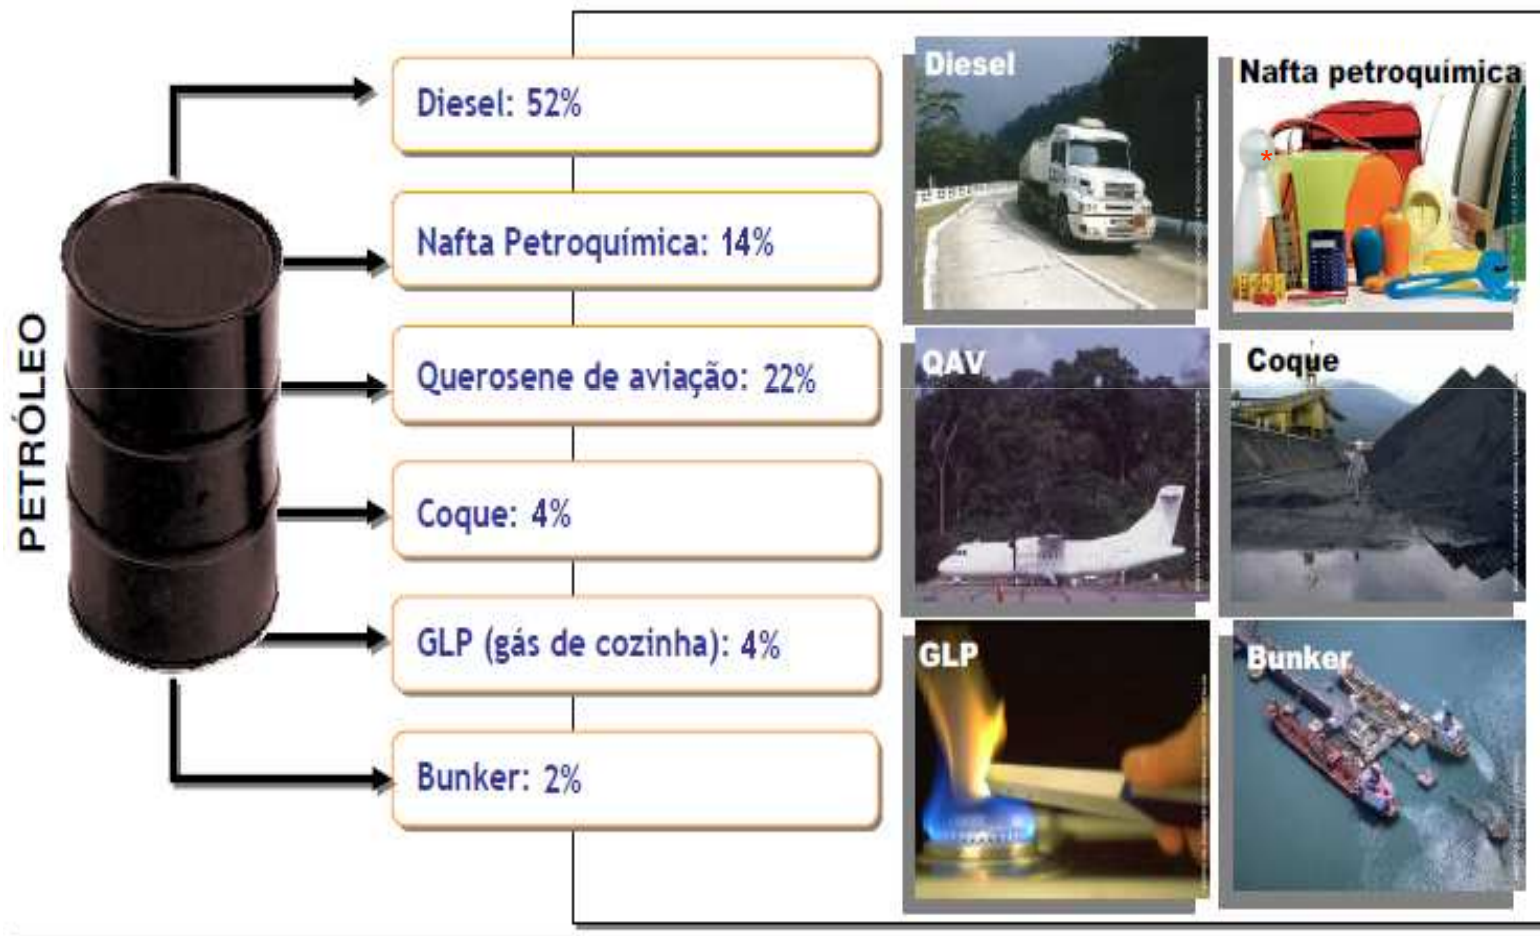 PETRÓLEO
Diesel: 52%
Nafta Petroquímica: 14%
Querosene de aviação: 22%
Coque: 4%
GLP (gás de cozinha): 4%
Bunker: 2%
Diesel
Nafta petroquímica
*
QAV
Coque
GLP
Bunker